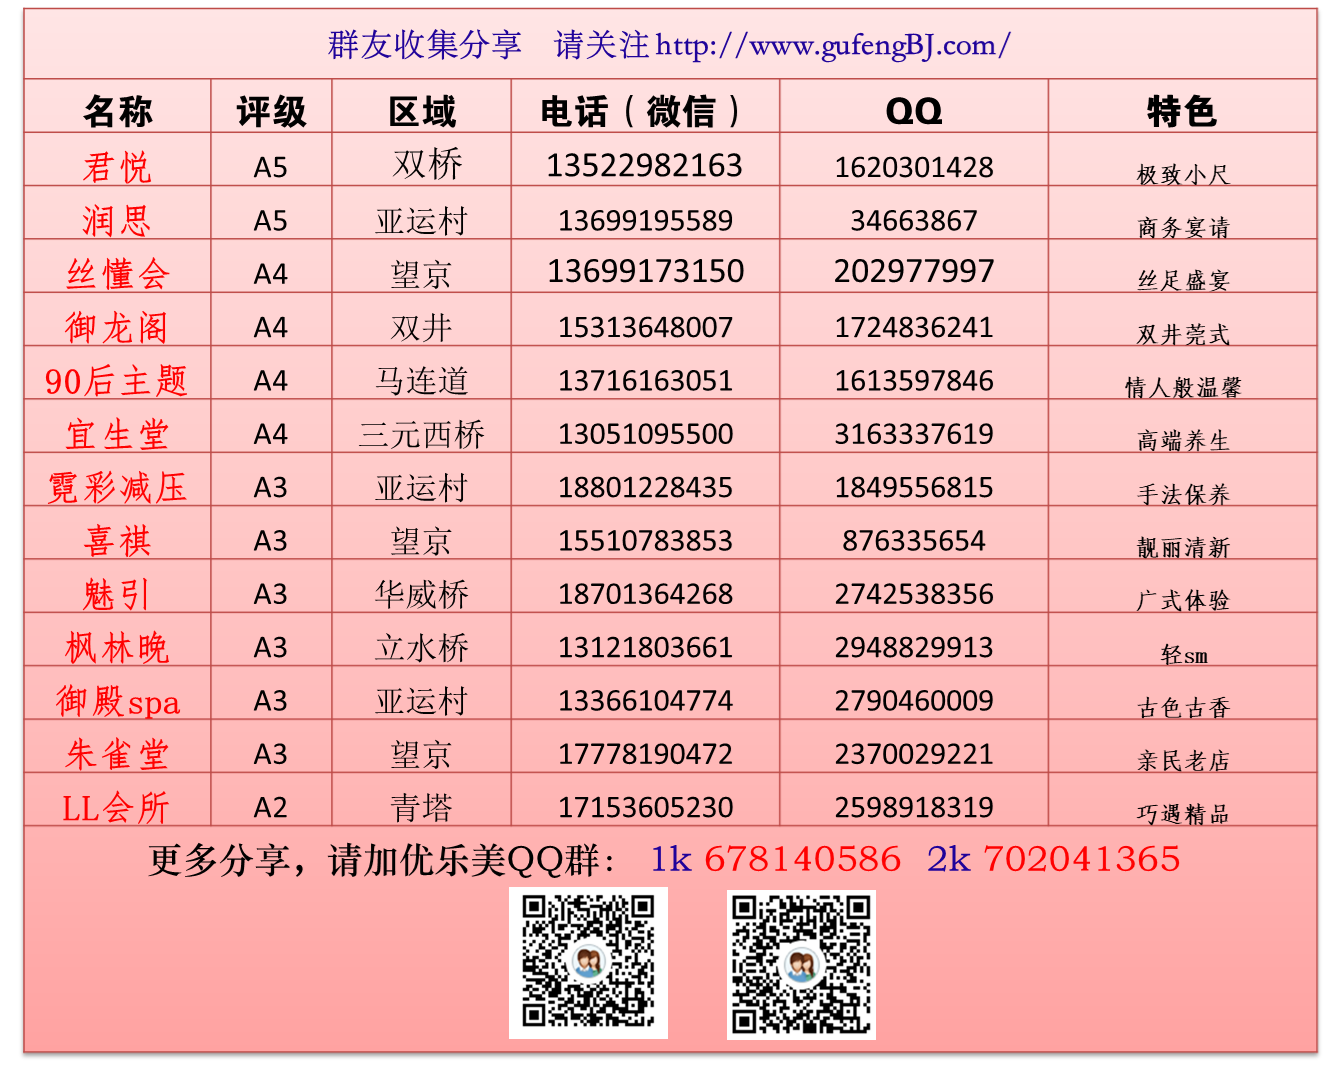 群友收集分享 请关注http://www.gufengBJ.com/
名称 评级 区域 电话（微信） QQ 特色
君悦 A5 双桥 13522982163 1620301428 极致小尺
润思 A5 亚运村 13699195589 34663867 商务宴请
丝懂会 A4 望京 13699173150 202977997 丝足盛宴
御龙阁 A4 双井 15313648007 1724836241 双井莞式
90后主题 A4 马连道 13716163051 1613597846 情人般温馨
宜生堂 A4 三元西桥 13051095500 3163337619 高端养生
霓彩减压 A3 亚运村 18801228435 1849556815 手法保养
喜祺 A3 望京 15510783853 876335654 靓丽清新
魅引 A3 华威桥 18701364268 2742538356 广式体验
枫林晚 A3 立水桥 13121803661 2948829913 轻sm
御殿spa A3 亚运村 13366104774 2790460009 古色古香
朱雀堂 A3 望京 17778190472 2370029221 亲民老店
LL会所 A2 青塔 17153605230 2598918319 巧遇精品
更多分享，请加优乐美QQ群： 1k 678140586 2k 702041365